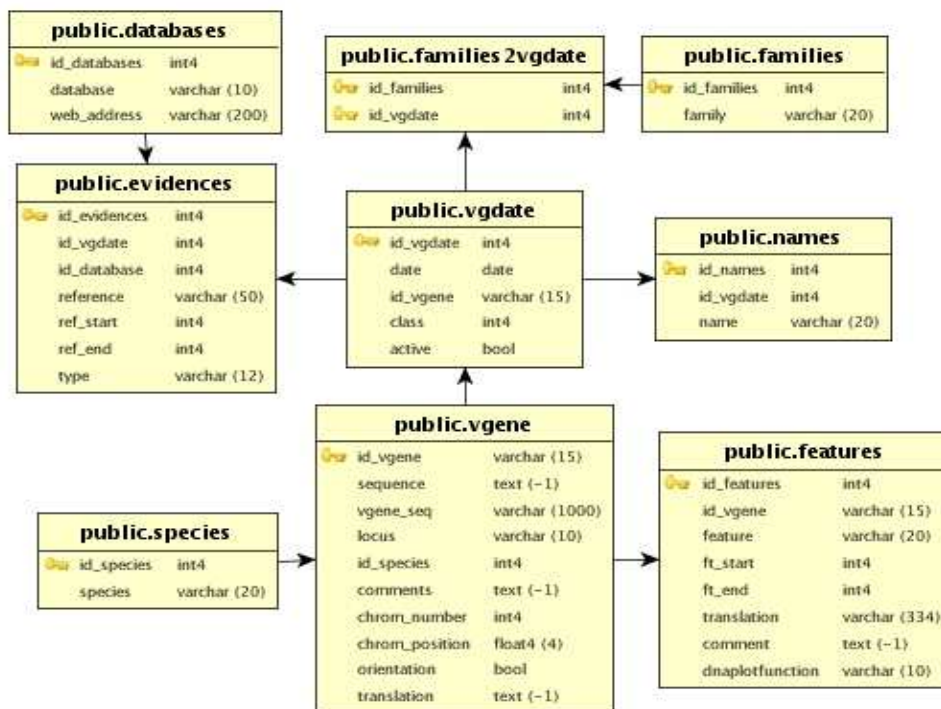 public.databases
id_databases int4
database varchar (10)
web_address varchar (200)
public.families2vgdate
id_families int4
id_vgdate int4
public.families
id_families int4
family varchar (20)
public.evidences
id_evidences int4
id_vgdate int4
id_database int4
reference varchar (50)
ref_start int4
ref_end int4
type varchar (12)
public.vgdate
id_vgdate int4
date date
id_vgene varchar (15)
class int4
active bool
public.names
id_names int4
id_vgdate int4
name varchar (20)
public.vgene
id_vgene varchar (15)
sequence text (-1)
vgene_seq varchar (1000)
locus varchar (10)
id_species int4
comments text (-1)
chrom_number int4
chrom_position float4 (4)
orientation bool
translation text (-1)
public.features
id_features int4
id_vgene varchar (15)
feature varchar (20)
ft_start int4
ft_end int4
translation varchar (334)
comment text (-1)
dnaplotfunction varchar (10)
public.species
id_species int4
species varchar (20)